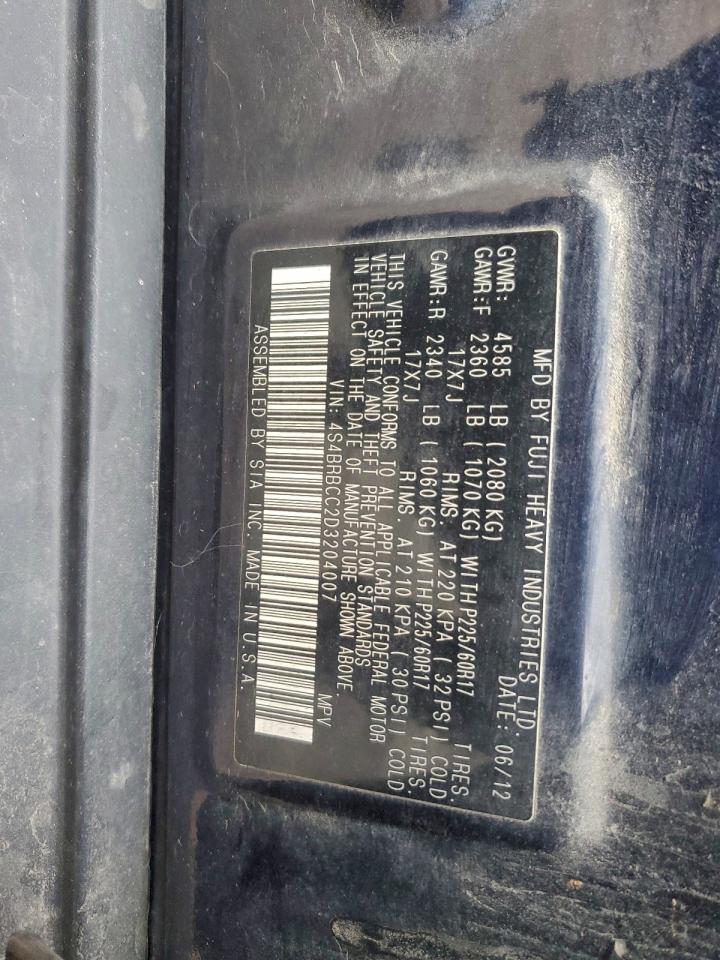 MFD BY FUJI HEAVY INDUSTRIES LTD
DATE: 06/12
GVWR: 4585 LB (2080 KG)
GAWR:F 2360 LB (1070 KG) WITH P225/60R17 TIRES.
17X7J RIMS. AT 220 KPA ( 32 PSI) COLD
GAWR:R 2340 LB (1060 KG) WITH P225/60R17 TIRES.
17X7J RIMS. AT 210 KPA ( 30 PSI) COLD
THIS VEHICLE CONFORMS TO ALL APPLICABLE FEDERAL MOTOR
VEHICLE SAFETY AND THEFT PREVENTION STANDARDS
IN EFFECT ON THE DATE OF MANUFACTURE SHOWN ABOVE.
VIN: 4S4BRBCC2D3204007 MPV
ASSEMBLED BY SIA INC. MADE IN U.S.A.